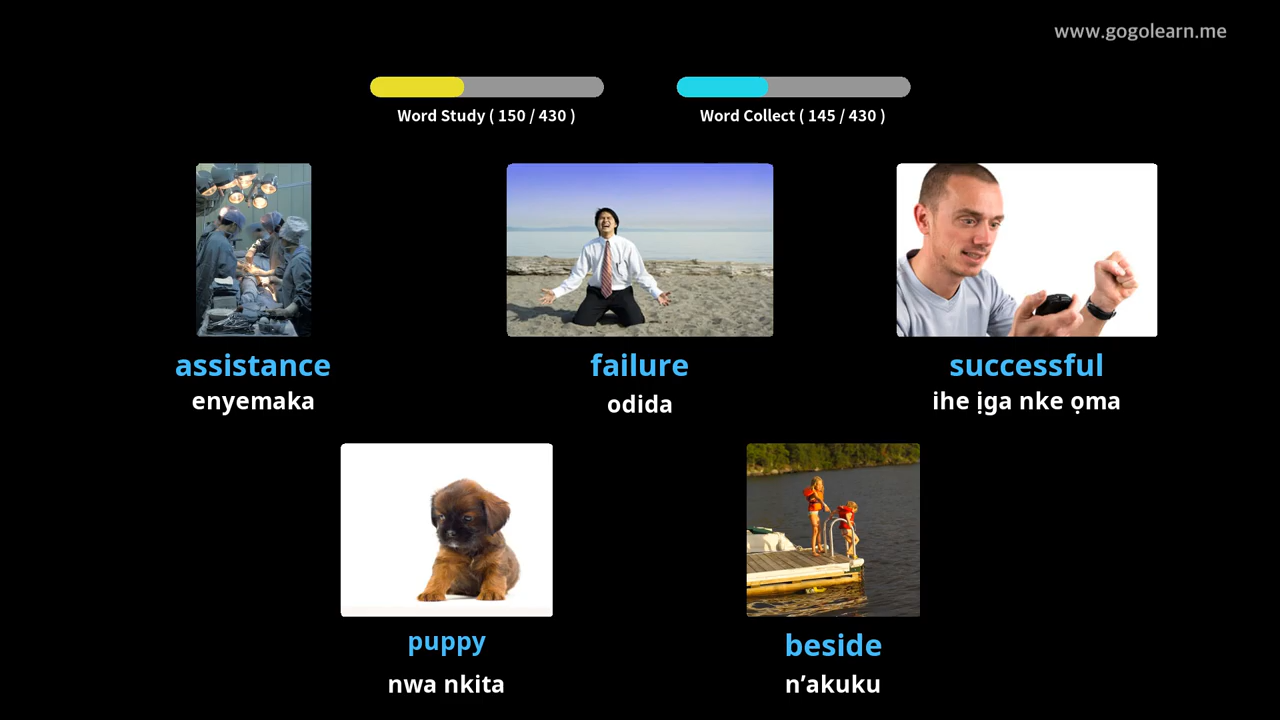 www.gogolearn.me
Word Study ( 150 / 430 )
Word Collect ( 145 / 430 )
assistance
enyemaka
failure
odida
successful
ihe ịga nke ọma
puppy
nwa nkita
beside
n’akuku